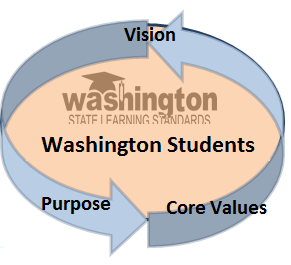 Vision
washington
STATE LEARNING STANDARDS
Washington Students
Purpose
Core Values